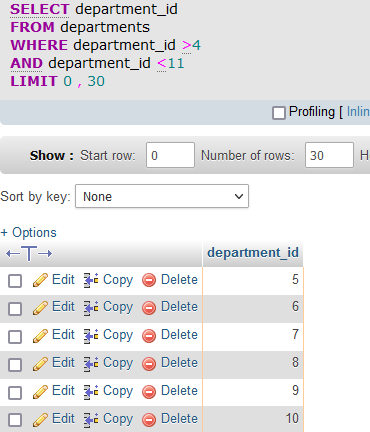 SELECT department_id
FROM departments
WHERE department_id >4
AND department_id <11
LIMIT 0 , 30
Profiling [ Inlin
Show : Start row: 0 Number of rows: 30 H
Sort by key: None
+ Options
←T→ department_id
Edit Copy Delete 5
Edit Copy Delete 6
Edit Copy Delete 7
Edit Copy Delete 8
Edit Copy Delete 9
Edit Copy Delete 10